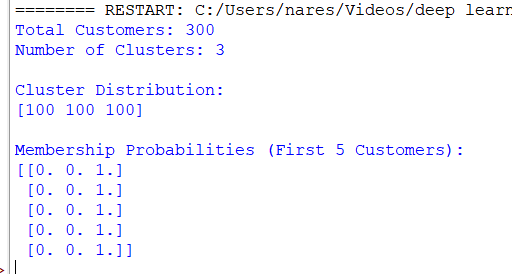 ======== RESTART: C:/Users/nares/Videos/deep learn
Total Customers: 300
Number of Clusters: 3
Cluster Distribution:
[100 100 100]
Membership Probabilities (First 5 Customers):
[[0. 0. 1.]
[0. 0. 1.]
[0. 0. 1.]
[0. 0. 1.]
[0. 0. 1.]]
>